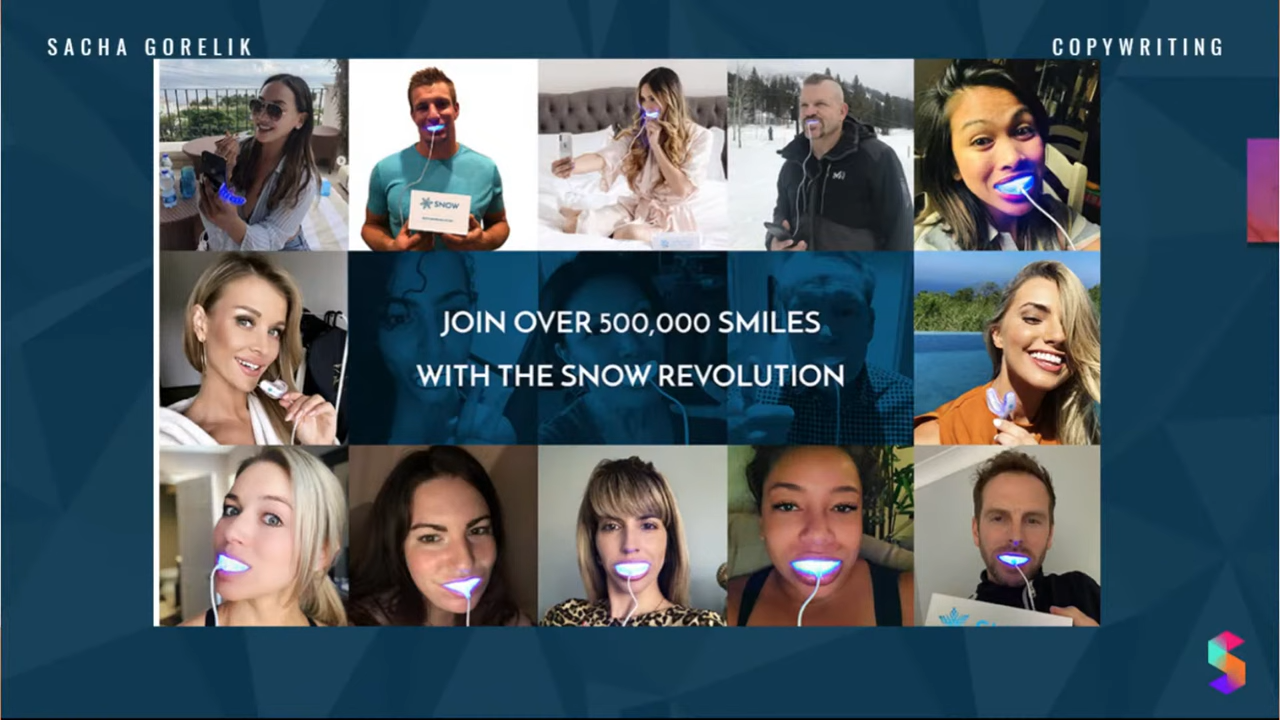 SACHA GORELIK
COPYWRITING
SNOW
JOIN OVER 500,000 SMILES
WITH THE SNOW REVOLUTION